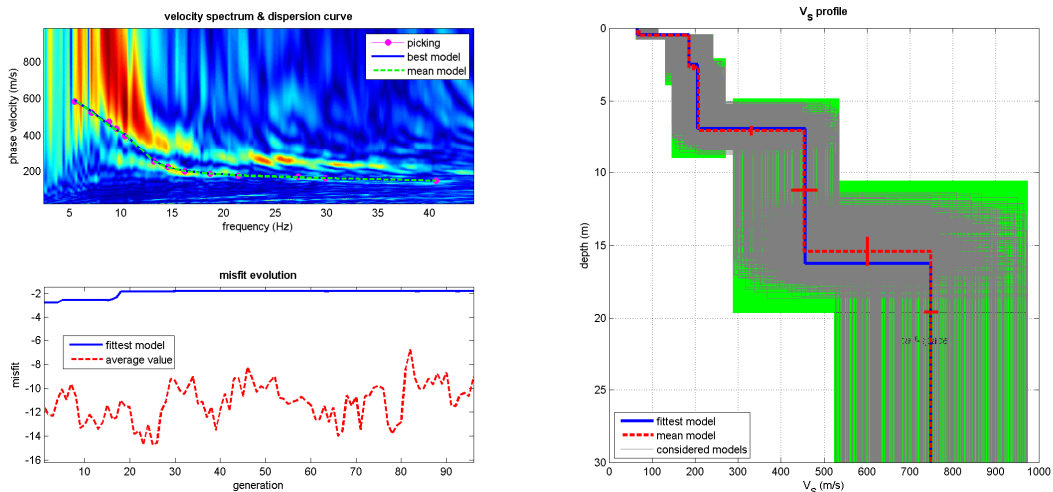 velocity spectrum & dispersion curve
phase velocity (m/s)
800
600
400
200
picking
best model
mean model
5
10
15
20
25
30
35
40
frequency (Hz)
misfit evolution
misfit
-2
-4
-6
-8
-10
-12
-14
-16
fittest model
average value
10
20
30
40
50
60
70
80
90
generation
VS profile
depth (m)
0
5
10
15
20
25
30
fittest model
mean model
considered models
0
100
200
300
400
500
600
700
800
900
1000
VS (m/s)